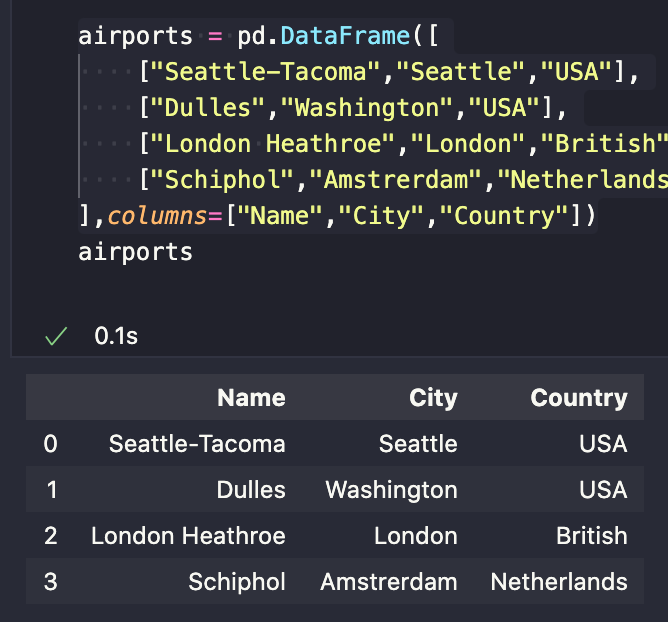 airports = pd.DataFrame([
    ["Seattle-Tacoma","Seattle","USA"],
    ["Dulles","Washington","USA"],
    ["London Heathroe","London","British"
    ["Schiphol","Amstrerdam","Netherlands
],columns=["Name","City","Country"])
airports
✓ 0.1s
Name City Country
0 Seattle-Tacoma Seattle USA
1 Dulles Washington USA
2 London Heathroe London British
3 Schiphol Amstrerdam Netherlands